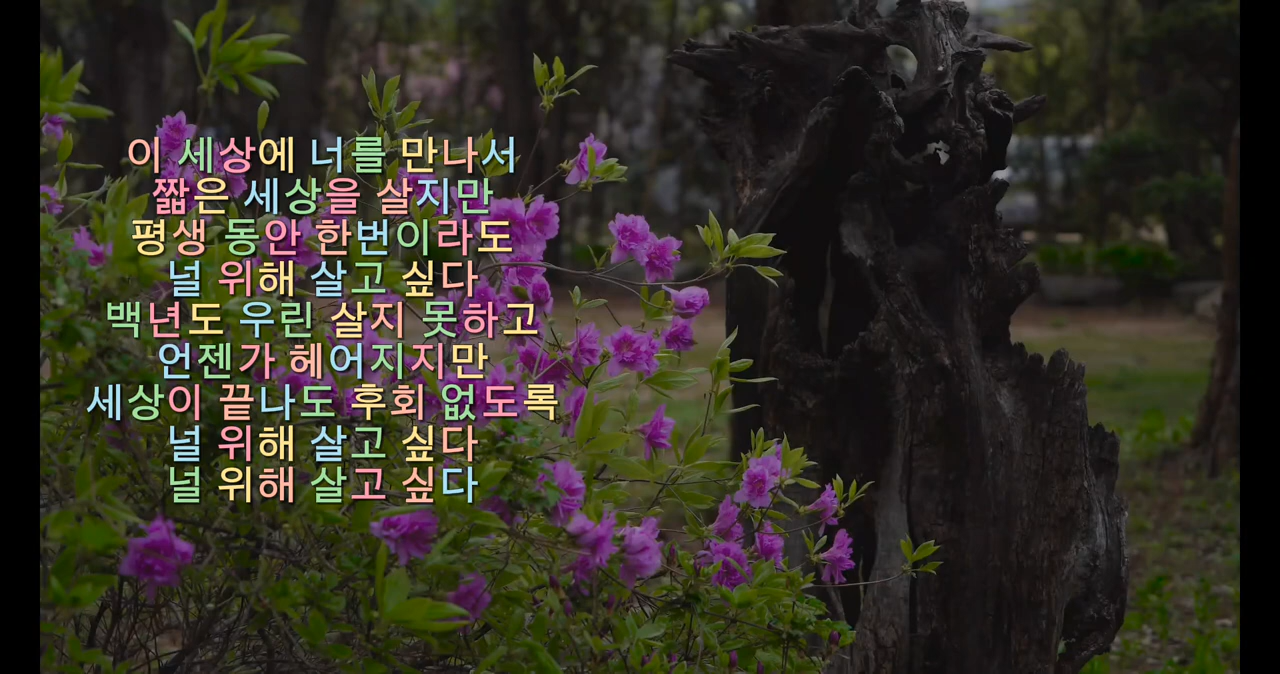 이 세상에 너를 만나서
짧은 세상을 살지만
평생 동안 한번이라도
널 위해 살고 싶다
백년도 우린 살지 못하고
언젠가 헤어지지만
세상이 끝나도 후회 없도록
널 위해 살고 싶다
널 위해 살고 싶다